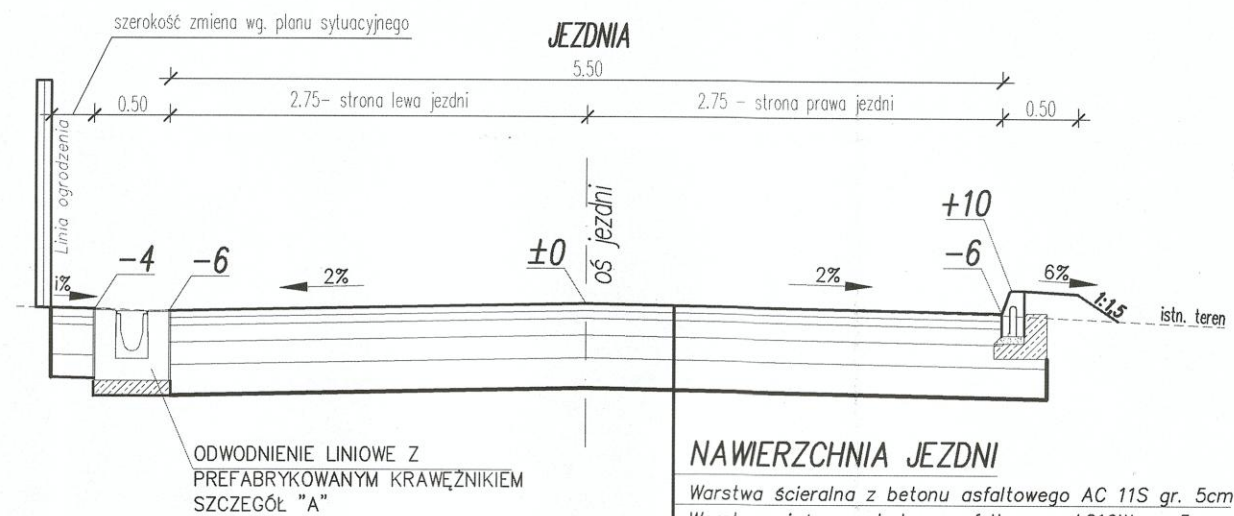 szerokość zmiena wg. planu sytuacyjnego
JEZDNIA
5.50
0.50
2.75- strona lewa jezdni
2.75 - strona prawa jezdni
0.50
Linia ogrodzenia
oś jezdni
+10
-4
-6
±0
-6
i%
2%
2%
6%
1:1,5
istn. teren
ODWODNIENIE LINIOWE Z
PREFABRYKOWANYM KRAWĘŻNIKIEM
SZCZEGÓŁ "A"
NAWIERZCHNIA JEZDNI
Warstwa ścieralna z betonu asfaltowego AC 11S gr. 5cm